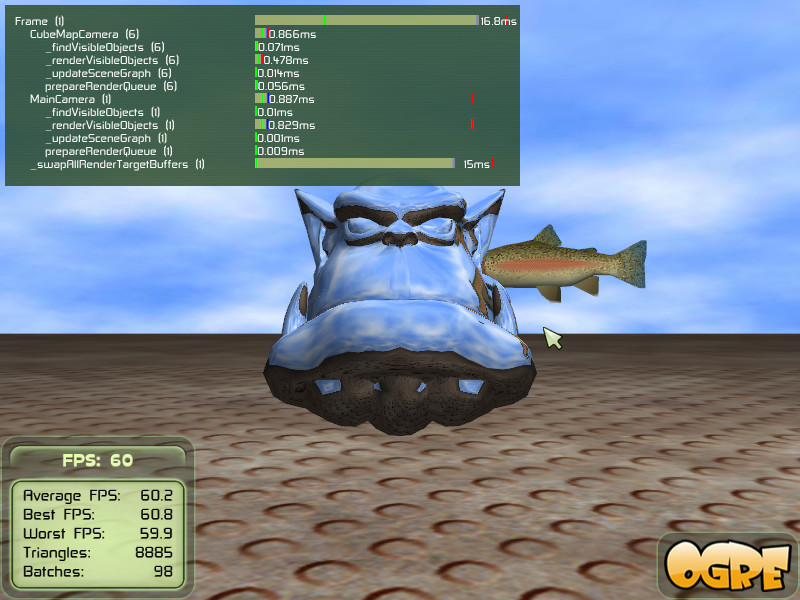 Frame (1) 16.8ms
CubeMapCamera (6) 0.866ms
_findVisibleObjects (6) 0.071ms
_renderVisibleObjects (6) 0.478ms
_updateSceneGraph (6) 0.014ms
prepareRenderQueue (6) 0.056ms
MainCamera (1) 0.887ms
_findVisibleObjects (1) 0.01ms
_renderVisibleObjects (1) 0.829ms
_updateSceneGraph (1) 0.001ms
prepareRenderQueue (1) 0.009ms
_swapAllRenderTargetBuffers (1) 15ms
FPS: 60
Average FPS: 60.2
Best FPS: 60.8
Worst FPS: 59.9
Triangles: 8885
Batches: 98
OGRE